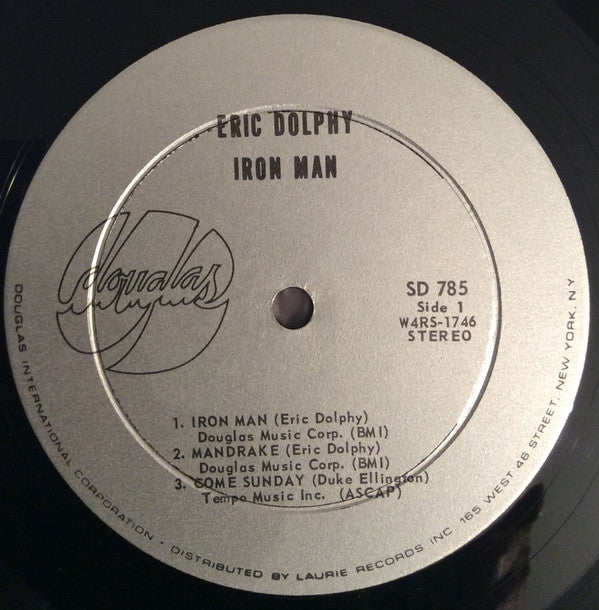 ERIC DOLPHY
IRON MAN
douglas
SD 785
Side 1
W4RS-1746
STEREO
1. IRON MAN (Eric Dolphy)
Douglas Music Corp. (BMI)
2. MANDRAKE (Eric Dolphy)
Douglas Music Corp. (BMI)
3. COME SUNDAY (Duke Ellington)
Tempo Music Inc. (ASCAP)
DOUGLAS INTERNATIONAL CORPORATION · DISTRIBUTED BY LAURIE RECORDS INC 165 WEST 46 STREET, NEW YORK, N Y